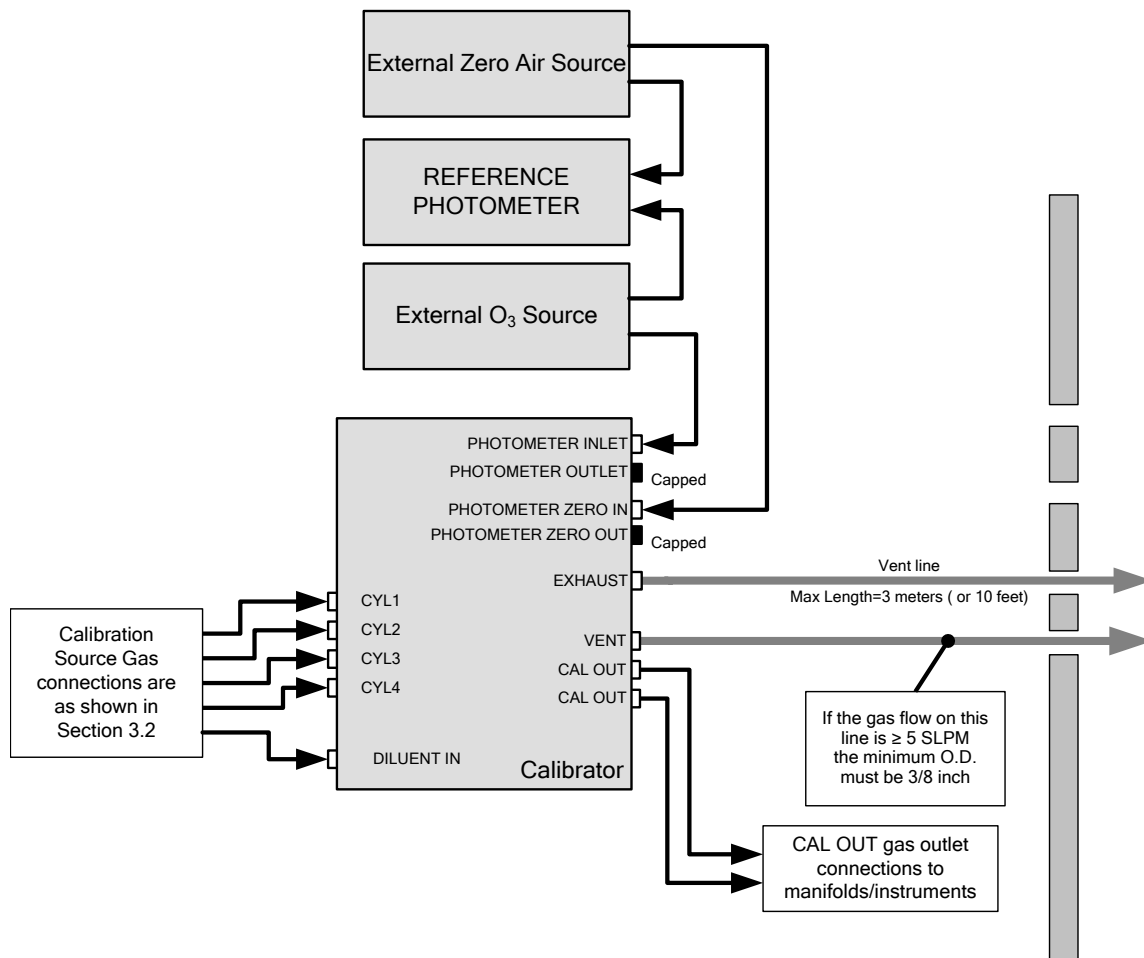 External Zero Air Source
REFERENCE
PHOTOMETER
External O₃ Source
PHOTOMETER INLET
PHOTOMETER OUTLET
Capped
PHOTOMETER ZERO IN
PHOTOMETER ZERO OUT
Capped
EXHAUST
Vent line
Max Length=3 meters ( or 10 feet)
VENT
CAL OUT
CAL OUT
CYL1
CYL2
CYL3
CYL4
DILUENT IN
Calibrator
Calibration
Source Gas
connections are
as shown in
Section 3.2
If the gas flow on this
line is ≥ 5 SLPM
the minimum O.D.
must be 3/8 inch
CAL OUT gas outlet
connections to
manifolds/instruments